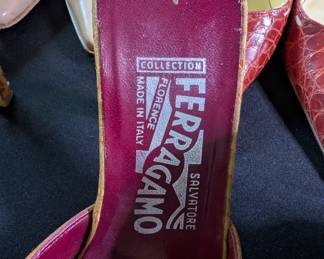 COLLECTION
FERRAGAMO
SALVATORE
FLORENCE
MADE IN ITALY